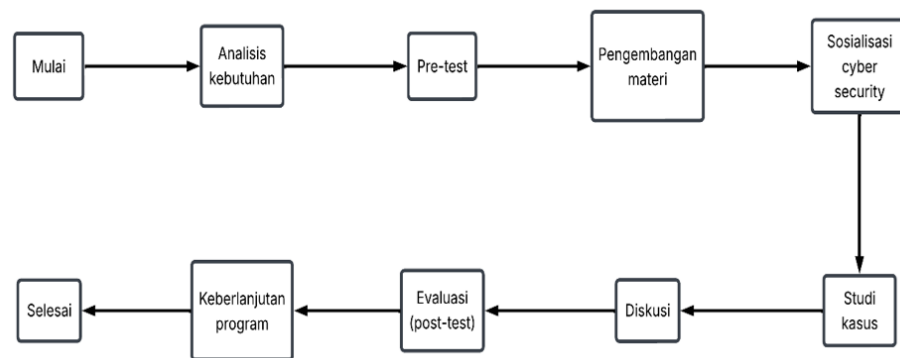 Mulai
Analisis
kebutuhan
Pre-test
Pengembangan
materi
Sosialisasi
cyber
security
Studi
kasus
Diskusi
Evaluasi
(post-test)
Keberlanjutan
program
Selesai